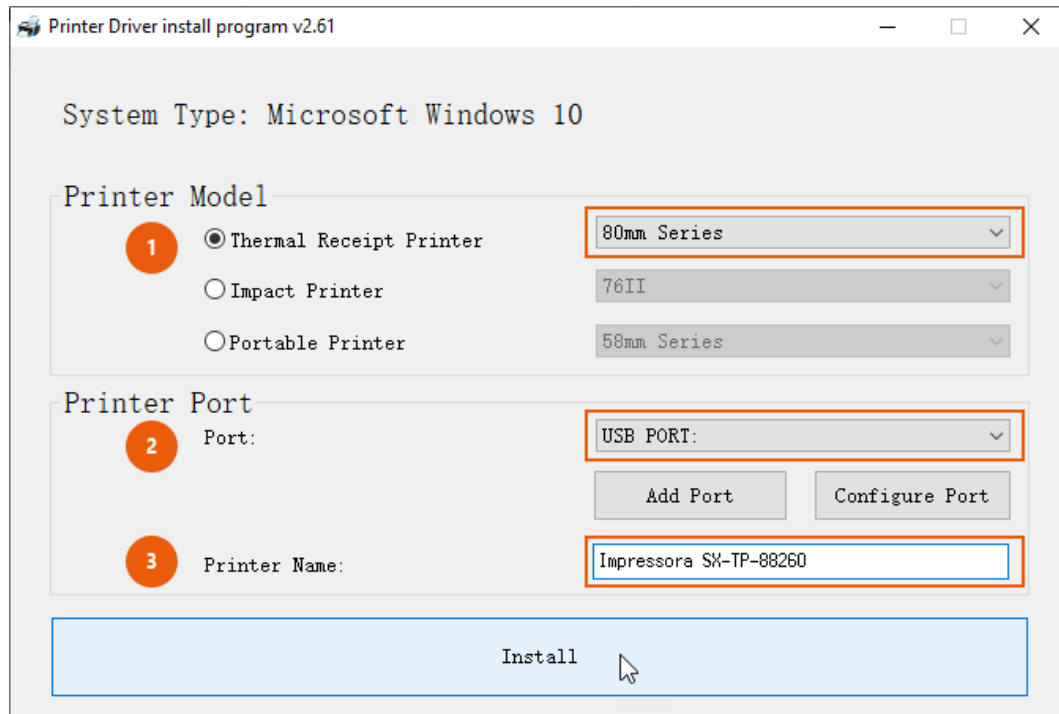 Printer Driver install program v2.61
System Type: Microsoft Windows 10
Printer Model
1 Thermal Receipt Printer 80mm Series
Impact Printer 76II
Portable Printer 58mm Series
Printer Port
2 Port: USB PORT:
Add Port Configure Port
3 Printer Name: Impressora SX-TP-88260
Install